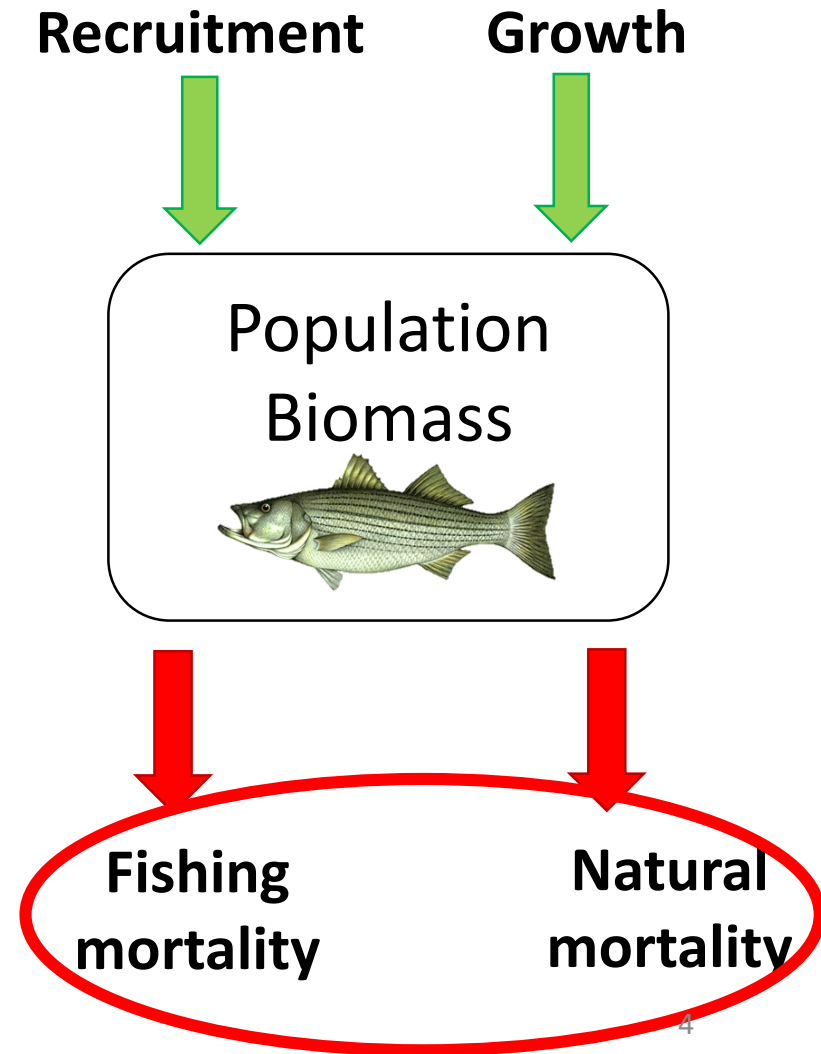 Recruitment Growth
Population
Biomass
Fishing Natural
mortality mortality
4